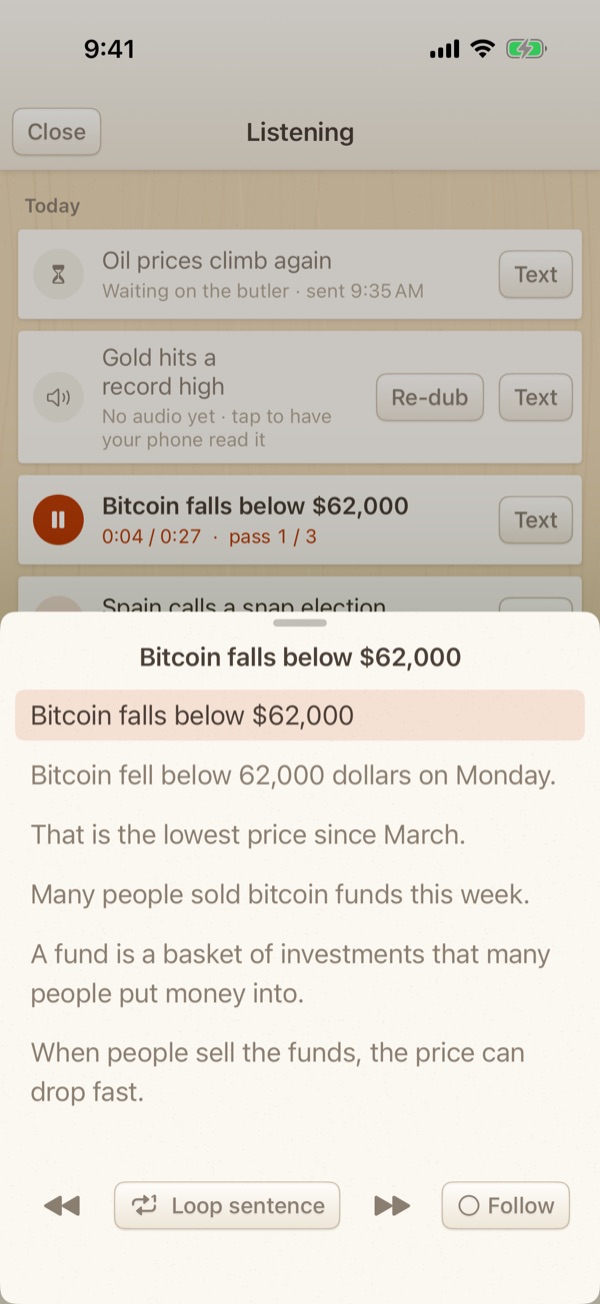 9:41
Close
Listening
Today
Oil prices climb again
Waiting on the butler · sent 9:35 AM
Text
Gold hits a
record high
No audio yet · tap to have
your phone read it
Re-dub
Text
Bitcoin falls below $62,000
0:04 / 0:27 · pass 1 / 3
Text
Spain calls a snap election
Bitcoin falls below $62,000
Bitcoin falls below $62,000
Bitcoin fell below 62,000 dollars on Monday.
That is the lowest price since March.
Many people sold bitcoin funds this week.
A fund is a basket of investments that many
people put money into.
When people sell the funds, the price can
drop fast.
Loop sentence
Follow